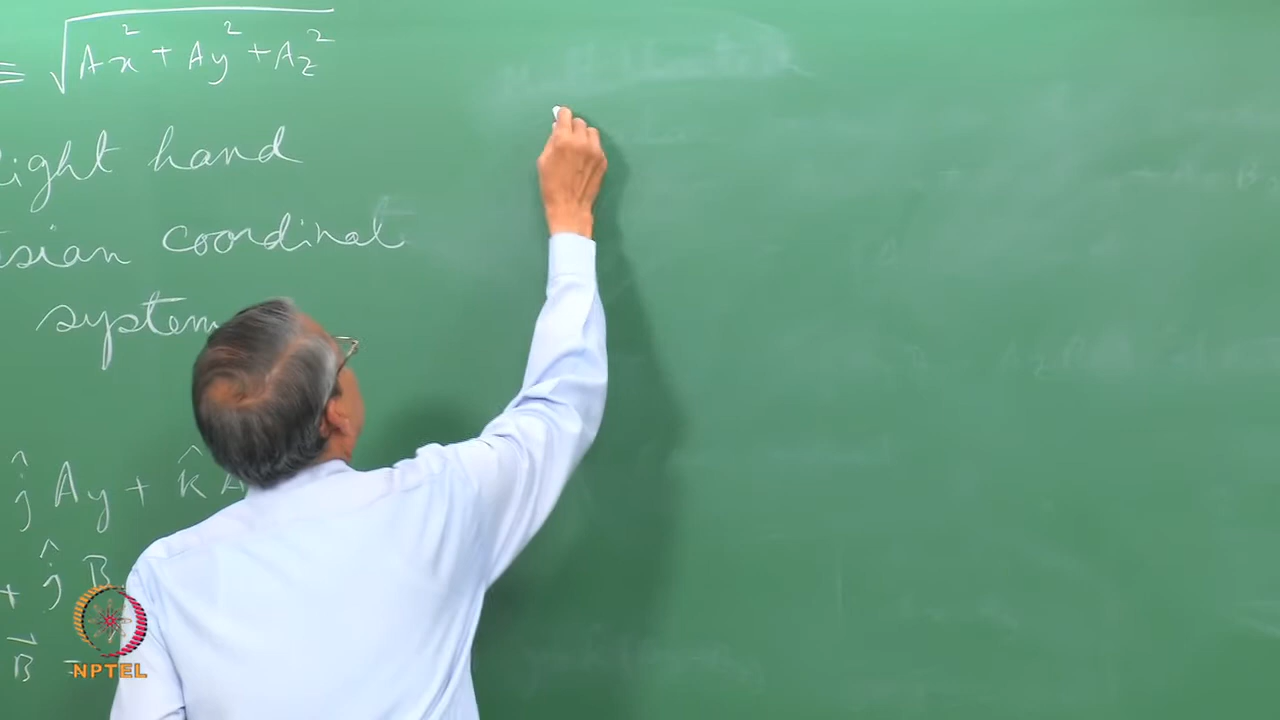 ≡ √Ax² + Ay² + Az²
ight hand
sian coordinat
system
ĵ Ay + k̂ A
+ ĵ B
B⃗ =
NPTEL